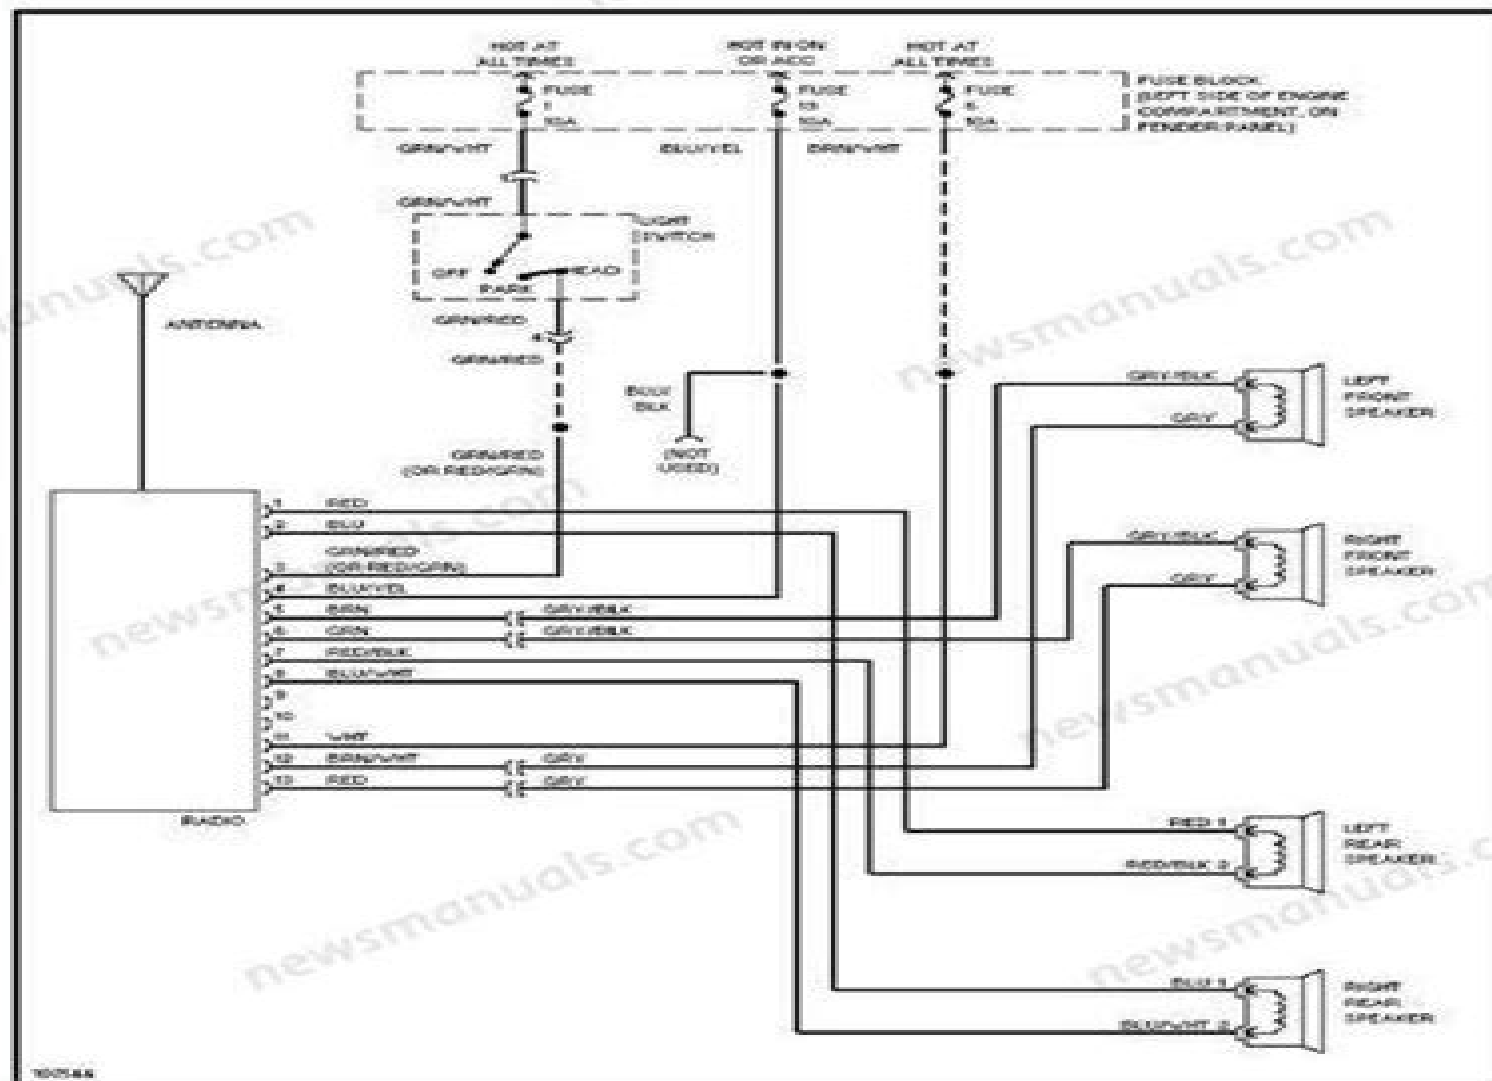 HOT AT
ALL TIMES
HOT IN ON
OR ACC
HOT AT
ALL TIMES
FUSE
10A
FUSE
13
10A
FUSE
10A
FUSE BLOCK
(LEFT SIDE OF ENGINE
COMPARTMENT, ON
FENDER PANEL)
GRN/WHT
BLU/YEL
BRN/WHT
GRN/WHT
LIGHT
SWITCH
OFF
HEAD
PARK
GRN/RED
4
GRN/RED
ANTENNA
BLU/
BLK
(NOT
USED)
GRN/RED
(OR RED/GRN)
GRY/BLK
GRY
LEFT
FRONT
SPEAKER
GRY/BLK
GRY
RIGHT
FRONT
SPEAKER
1 RED
2 BLU
GRN/RED
3 (OR RED/GRN)
4 BLU/YEL
5 BRN GRY/BLK
6 GRN GRY/BLK
7 RED/BLK
8 BLU/WHT
9
10
11 WHT
12 BRN/WHT GRY
13 RED GRY
RADIO
RED 1
RED/BLK 2
LEFT
REAR
SPEAKER
BLU 1
BLU/WHT 2
RIGHT
REAR
SPEAKER
newsmanuals.com
newsmanuals.com
newsmanuals.com
newsmanuals.com
newsmanuals.com
newsmanuals.com